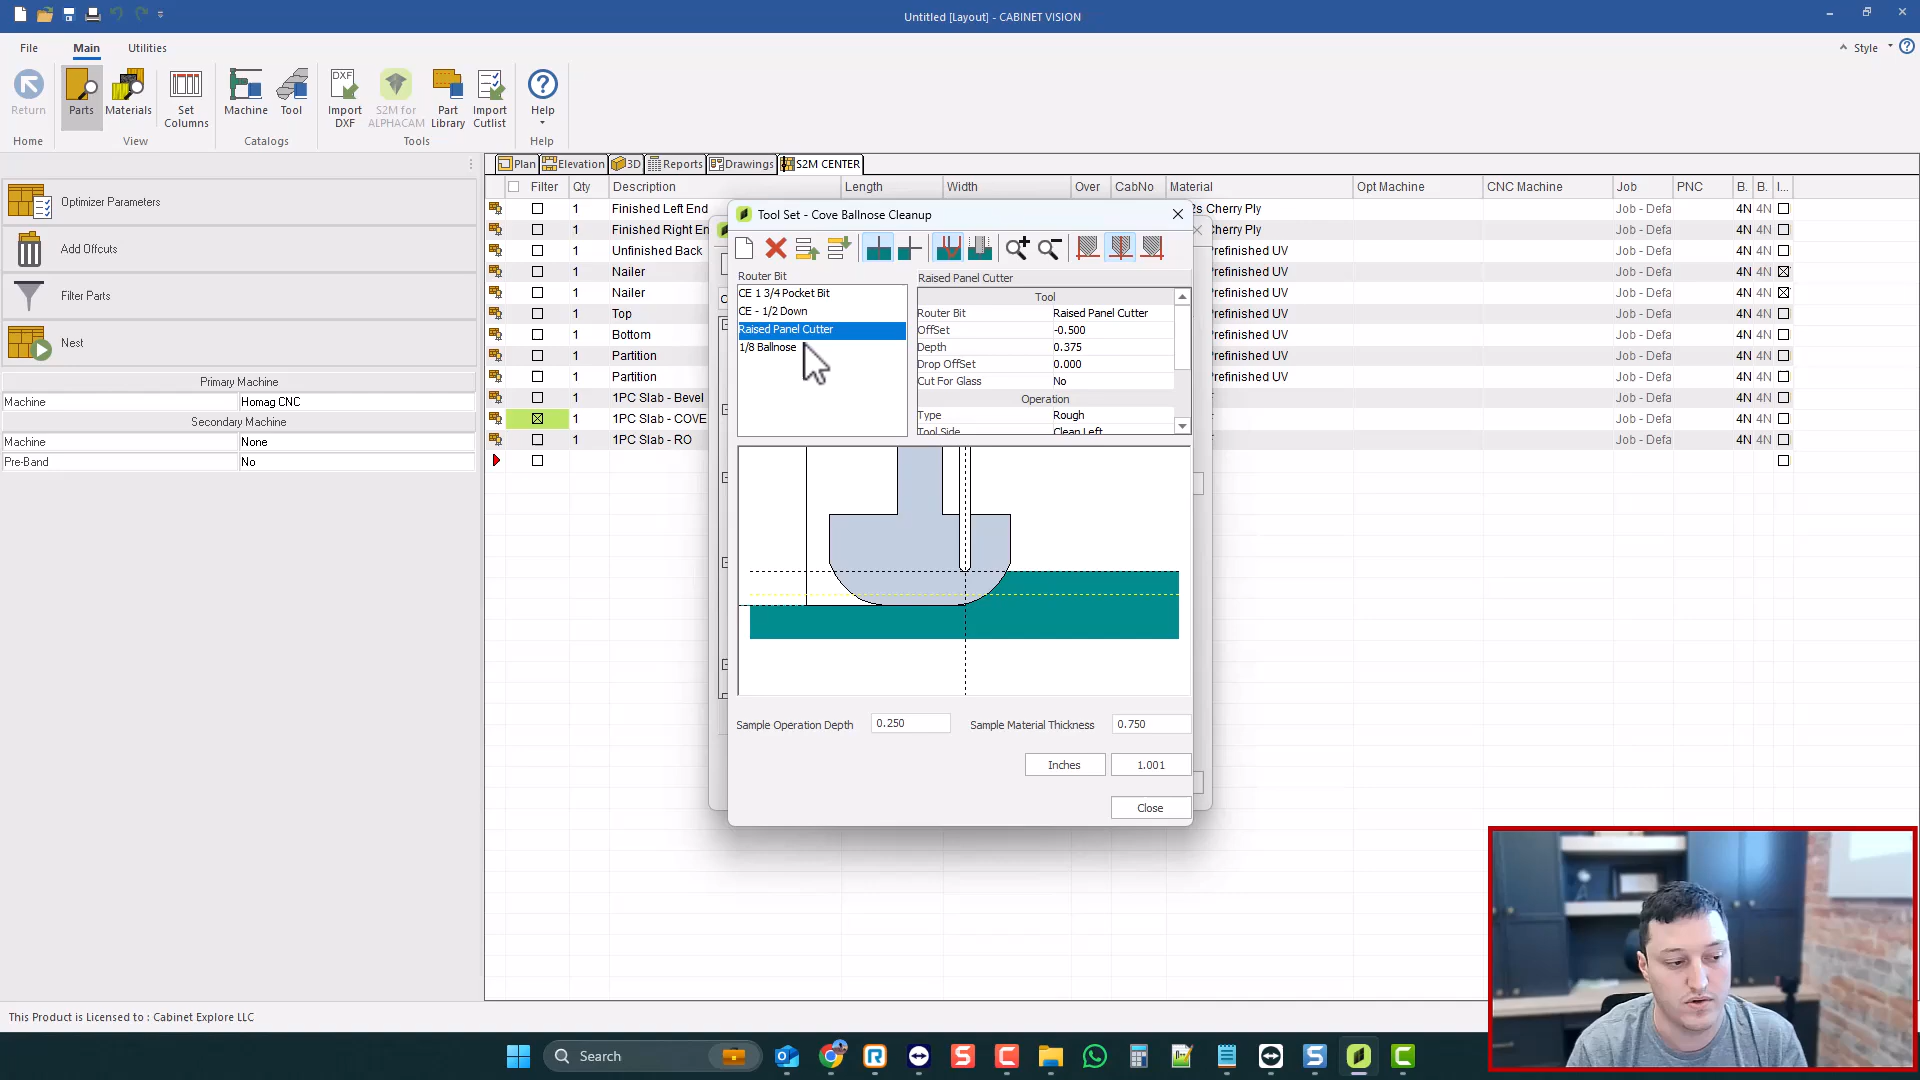 Untitled [Layout] - CABINET VISION
File Main Utilities
Style
Return
Parts
Materials
Set Columns
Machine
Tool
DXF
Import DXF
S2M for ALPHACAM
Part Library
Import Cutlist
Help
Home View Catalogs Tools Help
Plan Elevation 3D Reports Drawings S2M CENTER
Filter Qty Description Length Width Over CabNo Material Opt Machine CNC Machine Job PNC B. B. I...
Optimizer Parameters
Add Offcuts
Filter Parts
Nest
Primary Machine
Machine Homag CNC
Secondary Machine
Machine None
Pre-Band No
1 Finished Left End s Cherry Ply Job - Defa 4N 4N
1 Finished Right En s Cherry Ply Job - Defa 4N 4N
1 Unfinished Back Prefinished UV Job - Defa 4N 4N
1 Nailer Prefinished UV Job - Defa 4N 4N
1 Nailer Prefinished UV Job - Defa 4N 4N
1 Top Prefinished UV Job - Defa 4N 4N
1 Bottom Prefinished UV Job - Defa 4N 4N
1 Partition Prefinished UV Job - Defa 4N 4N
1 Partition Prefinished UV Job - Defa 4N 4N
1 1PC Slab - Bevel Job - Defa 4N 4N
1 1PC Slab - COVE Job - Defa 4N 4N
1 1PC Slab - RO Job - Defa 4N 4N
Tool Set - Cove Ballnose Cleanup
Router Bit
CE 1 3/4 Pocket Bit
CE - 1/2 Down
Raised Panel Cutter
1/8 Ballnose
Raised Panel Cutter
Tool
Router Bit Raised Panel Cutter
OffSet -0.500
Depth 0.375
Drop OffSet 0.000
Cut For Glass No
Operation
Type Rough
Tool Side Clean Left
Sample Operation Depth 0.250 Sample Material Thickness 0.750
Inches 1.001
Close
This Product is Licensed to : Cabinet Explore LLC
Search